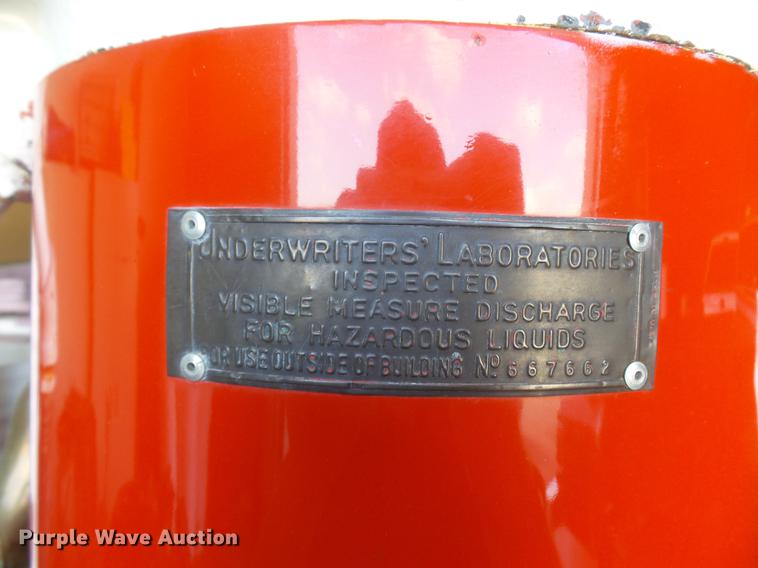 UNDERWRITERS' LABORATORIES
INSPECTED
VISIBLE MEASURE DISCHARGE
FOR HAZARDOUS LIQUIDS
FOR USE OUTSIDE OF BUILDING Nº 667662
Purple Wave Auction